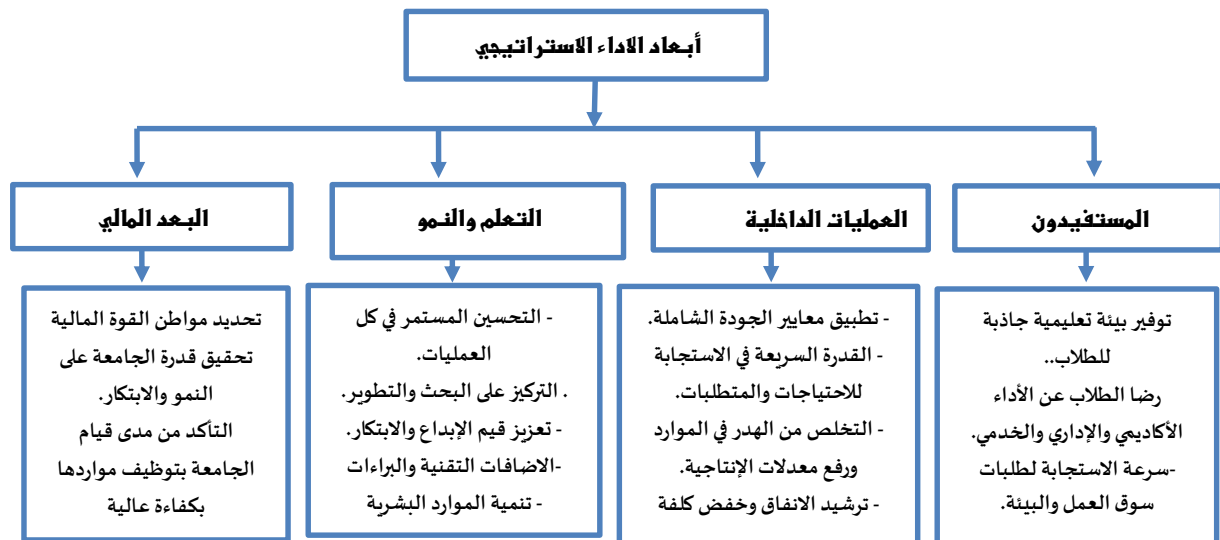 أبعاد الاداء الاستراتيجي
المستفيدون
العمليات الداخلية
التعلم والنمو
البعد المالي
توفير بيئة تعليمية جاذبة
للطلاب..
رضا الطلاب عن الأداء
الأكاديمي والإداري والخدمي.
-سرعة الاستجابة لطلبات
سوق العمل والبيئة.
- تطبيق معايير الجودة الشاملة.
- القدرة السريعة في الاستجابة
للاحتياجات والمتطلبات.
- التخلص من الهدر في الموارد
ورفع معدلات الإنتاجية.
- ترشيد الانفاق وخفض كلفة
- التحسين المستمر في كل
العمليات.
. التركيز على البحث والتطوير.
- تعزيز قيم الإبداع والابتكار.
-الاضافات التقنية والبراءات
- تنمية الموارد البشرية
تحديد مواطن القوة المالية
تحقيق قدرة الجامعة على
النمو والابتكار.
التأكد من مدى قيام
الجامعة بتوظيف مواردها
بكفاءة عالية